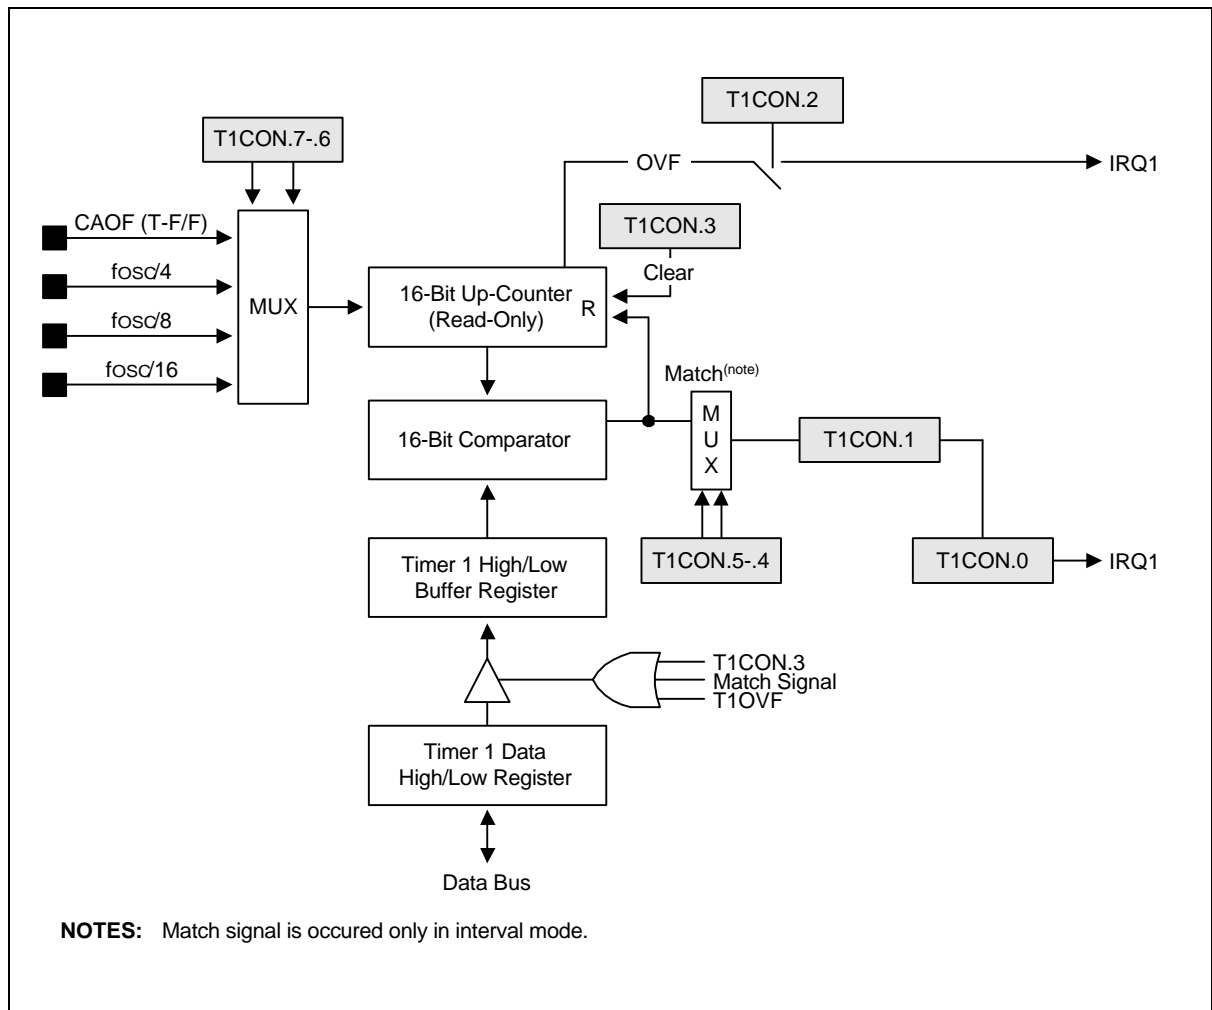 T1CON.2
T1CON.7-.6
OVF
IRQ1
CAOF (T-F/F)
T1CON.3
fosc/4
Clear
MUX
16-Bit Up-Counter
(Read-Only)
R
fosc/8
fosc/16
Match(note)
M
U
X
16-Bit Comparator
T1CON.1
T1CON.5-.4
T1CON.0
IRQ1
Timer 1 High/Low
Buffer Register
T1CON.3
Match Signal
T1OVF
Timer 1 Data
High/Low Register
Data Bus
NOTES: Match signal is occured only in interval mode.